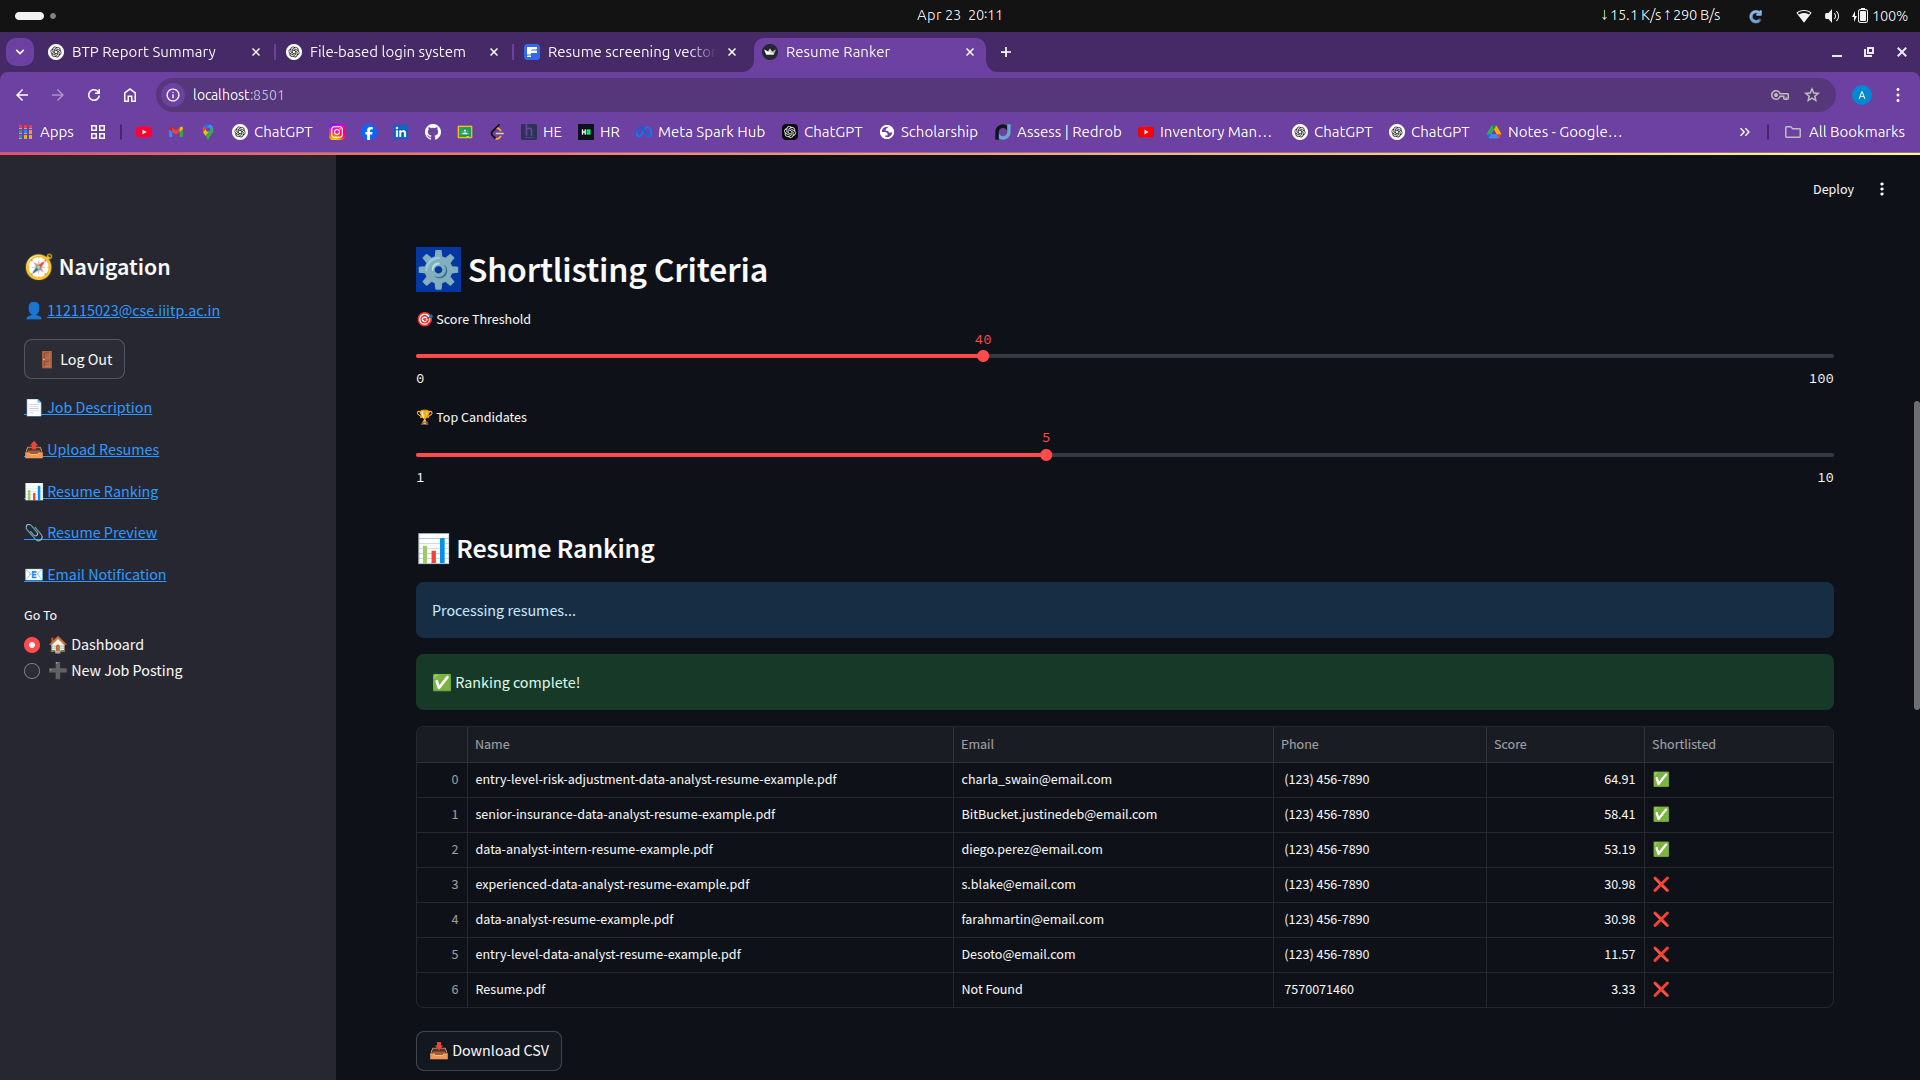 Apr 23 20:11
↓15.1 K/s↑290 B/s 100%
BTP Report Summary
File-based login system
Resume screening vecto
Resume Ranker
localhost:8501
A
Apps ChatGPT HE HR Meta Spark Hub ChatGPT Scholarship Assess | Redrob Inventory Man... ChatGPT ChatGPT Notes - Google... All Bookmarks
Deploy
Navigation
112115023@cse.iiitp.ac.in
Log Out
Job Description
Upload Resumes
Resume Ranking
Resume Preview
Email Notification
Go To
Dashboard
New Job Posting
Shortlisting Criteria
Score Threshold
40
0 100
Top Candidates
5
1 10
Resume Ranking
Processing resumes...
Ranking complete!
Name Email Phone Score Shortlisted
0 entry-level-risk-adjustment-data-analyst-resume-example.pdf charla_swain@email.com (123) 456-7890 64.91
1 senior-insurance-data-analyst-resume-example.pdf BitBucket.justinedeb@email.com (123) 456-7890 58.41
2 data-analyst-intern-resume-example.pdf diego.perez@email.com (123) 456-7890 53.19
3 experienced-data-analyst-resume-example.pdf s.blake@email.com (123) 456-7890 30.98
4 data-analyst-resume-example.pdf farahmartin@email.com (123) 456-7890 30.98
5 entry-level-data-analyst-resume-example.pdf Desoto@email.com (123) 456-7890 11.57
6 Resume.pdf Not Found 7570071460 3.33
Download CSV